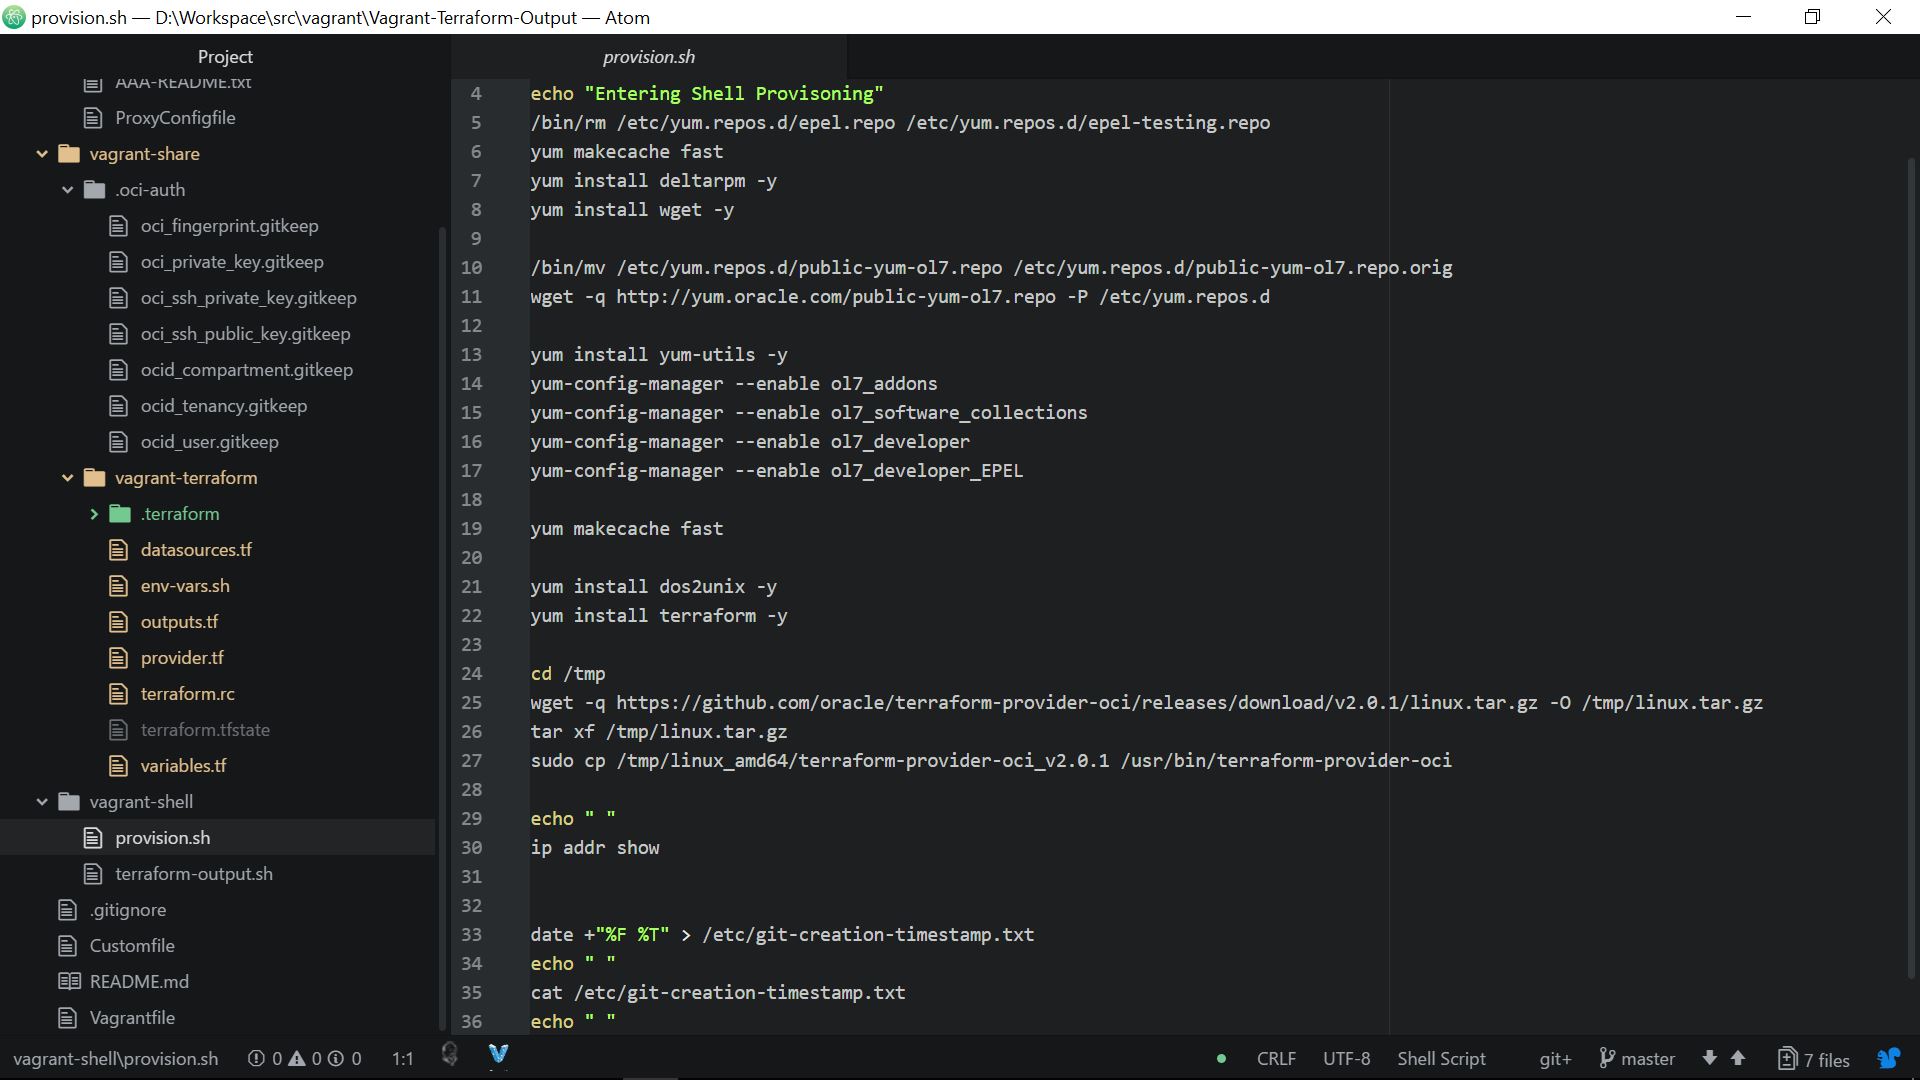 provision.sh — D:\Workspace\src\vagrant\Vagrant-Terraform-Output — Atom
Project
AAA-README.txt
ProxyConfigfile
vagrant-share
.oci-auth
oci_fingerprint.gitkeep
oci_private_key.gitkeep
oci_ssh_private_key.gitkeep
oci_ssh_public_key.gitkeep
ocid_compartment.gitkeep
ocid_tenancy.gitkeep
ocid_user.gitkeep
vagrant-terraform
.terraform
datasources.tf
env-vars.sh
outputs.tf
provider.tf
terraform.rc
terraform.tfstate
variables.tf
vagrant-shell
provision.sh
terraform-output.sh
.gitignore
Customfile
README.md
Vagrantfile
provision.sh
4 echo "Entering Shell Provisoning"
5 /bin/rm /etc/yum.repos.d/epel.repo /etc/yum.repos.d/epel-testing.repo
6 yum makecache fast
7 yum install deltarpm -y
8 yum install wget -y
9
10 /bin/mv /etc/yum.repos.d/public-yum-ol7.repo /etc/yum.repos.d/public-yum-ol7.repo.orig
11 wget -q http://yum.oracle.com/public-yum-ol7.repo -P /etc/yum.repos.d
12
13 yum install yum-utils -y
14 yum-config-manager --enable ol7_addons
15 yum-config-manager --enable ol7_software_collections
16 yum-config-manager --enable ol7_developer
17 yum-config-manager --enable ol7_developer_EPEL
18
19 yum makecache fast
20
21 yum install dos2unix -y
22 yum install terraform -y
23
24 cd /tmp
25 wget -q https://github.com/oracle/terraform-provider-oci/releases/download/v2.0.1/linux.tar.gz -O /tmp/linux.tar.gz
26 tar xf /tmp/linux.tar.gz
27 sudo cp /tmp/linux_amd64/terraform-provider-oci_v2.0.1 /usr/bin/terraform-provider-oci
28
29 echo " "
30 ip addr show
31
32
33 date +"%F %T" > /etc/git-creation-timestamp.txt
34 echo " "
35 cat /etc/git-creation-timestamp.txt
36 echo " "
vagrant-shell\provision.sh 0 0 0 1:1 CRLF UTF-8 Shell Script git+ master 7 files